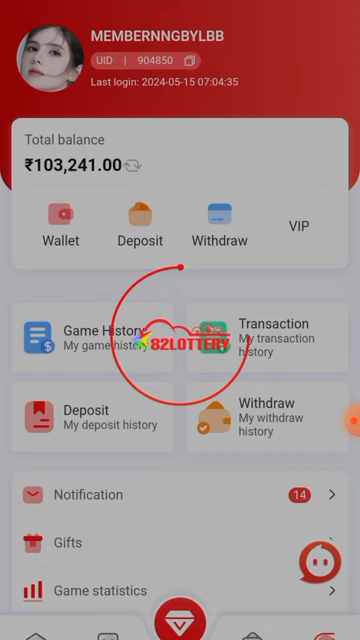 MEMBERNNGBYLBB
UID | 904850
Last login: 2024-05-15 07:04:35
Total balance
₹103,241.00
Wallet
Deposit
Withdraw
VIP
Game History
My game history
Transaction
My transaction history
82LOTTERY
Deposit
My deposit history
Withdraw
My withdraw history
Notification
14
Gifts
Game statistics